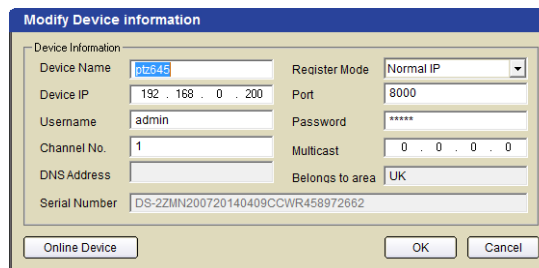 Modify Device information
Device Information
Device Name ptz645 Register Mode Normal IP
Device IP 192 . 168 . 0 . 200 Port 8000
Username admin Password *****
Channel No. 1 Multicast 0 . 0 . 0 . 0
DNS Address Belongs to area UK
Serial Number DS-2ZMN200720140409CCWR458972662
Online Device OK Cancel